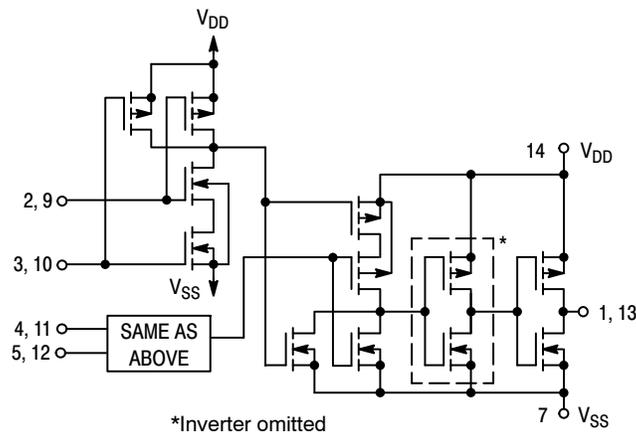 VDD
14
VDD
2, 9
*
3, 10
VSS
1, 13
4, 11
SAME AS
5, 12
ABOVE
7
VSS
*Inverter omitted